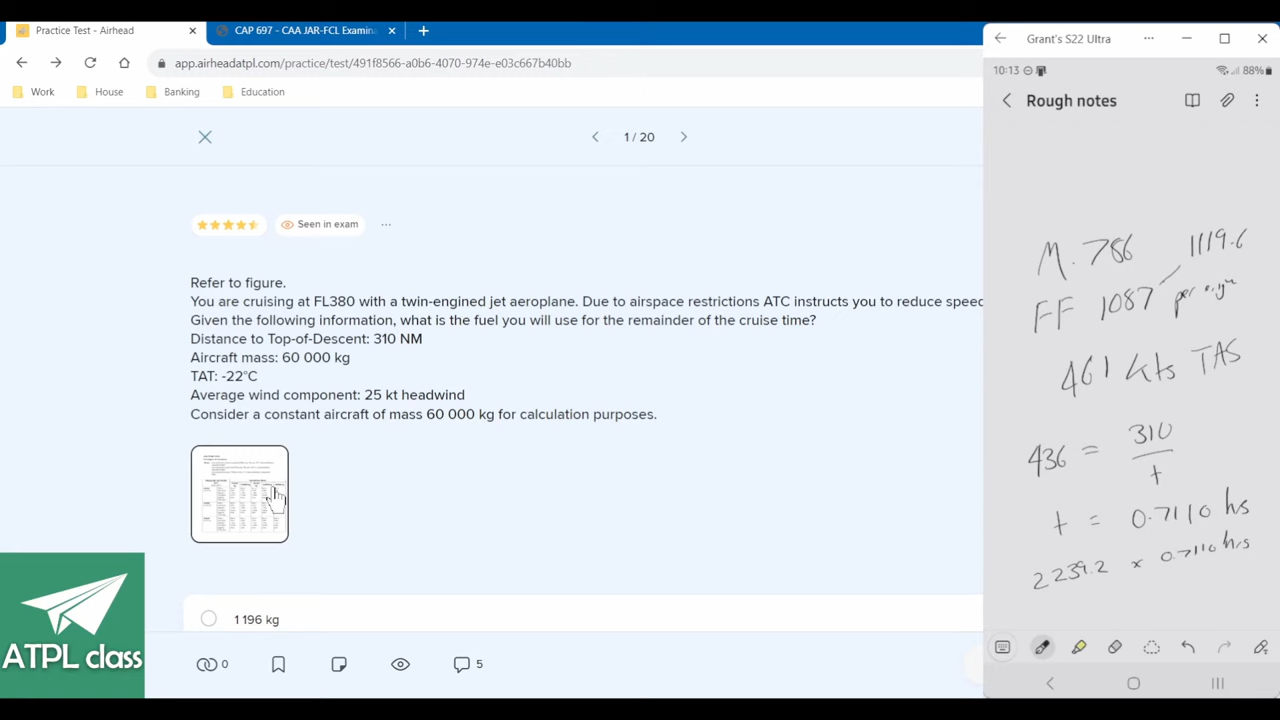 Practice Test - Airhead
CAP 697 - CAA JAR-FCL Examina
app.airheadatpl.com/practice/test/491f8566-a0b6-4070-974e-e03c667b40bb
Work House Banking Education
1 / 20
Seen in exam
Refer to figure.
You are cruising at FL380 with a twin-engined jet aeroplane. Due to airspace restrictions ATC instructs you to reduce speed
Given the following information, what is the fuel you will use for the remainder of the cruise time?
Distance to Top-of-Descent: 310 NM
Aircraft mass: 60 000 kg
TAT: -22°C
Average wind component: 25 kt headwind
Consider a constant aircraft of mass 60 000 kg for calculation purposes.
1 196 kg
0
5
ATPL class
Grant's S22 Ultra
10:13
88%
Rough notes
M.786 1119.6
FF 1087 per
461 kts TAS
436 = 310
t
t = 0.7110 hs
2239.2 x 0.7110 hrs